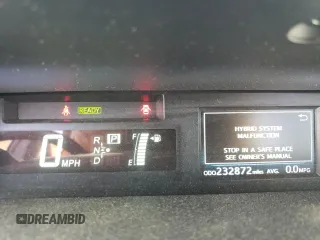 READY
HYBRID SYSTEM
MALFUNCTION
STOP IN A SAFE PLACE
SEE OWNER'S MANUAL
0 MPH
R P
N
D
F
E
ODO 232872 miles AVG. 0.0 MPG
DREAMBID